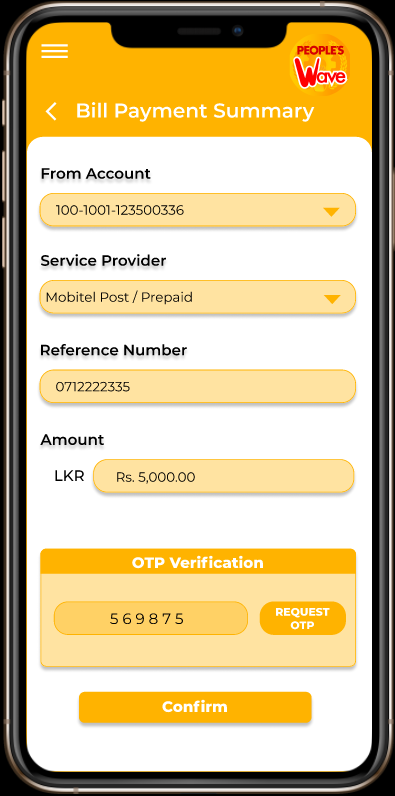 PEOPLE'S
Wave
Bill Payment Summary
From Account
100-1001-123500336
Service Provider
Mobitel Post / Prepaid
Reference Number
0712222335
Amount
LKR Rs. 5,000.00
OTP Verification
5 6 9 8 7 5
REQUEST
OTP
Confirm